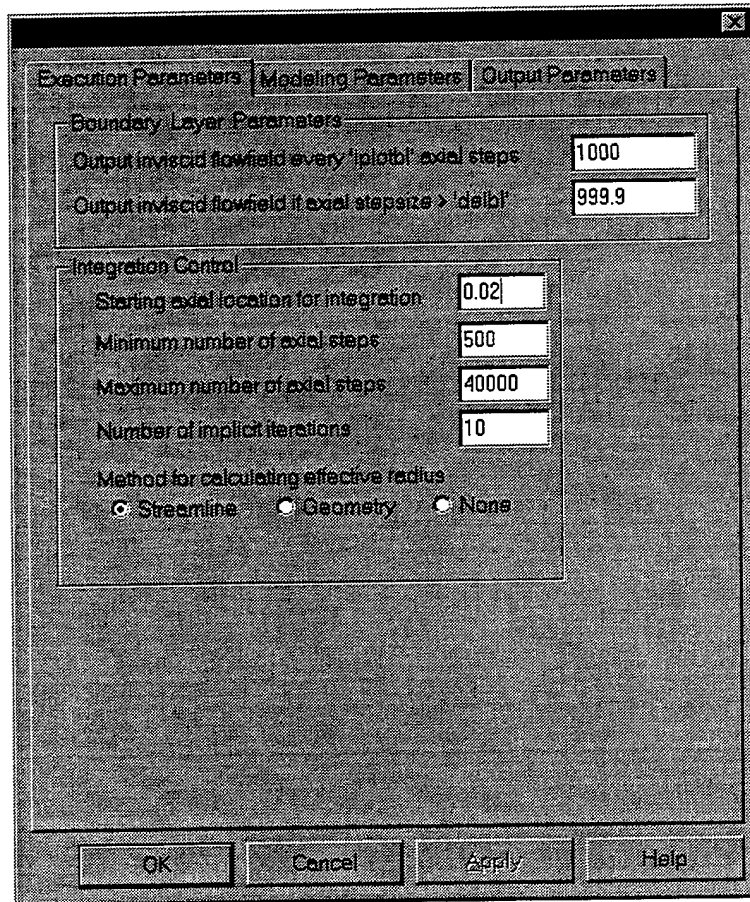 Execution Parameters Modeling Parameters Output Parameters
Boundary Layer Parameters
Output inviscid flowfield every 'iplotbl' axial steps 1000
Output inviscid flowfield if axial stepsize > 'delbl' 999.9
Integration Control
Starting axial location for integration 0.02
Minimum number of axial steps 500
Maximum number of axial steps 40000
Number of implicit iterations 10
Method for calculating effective radius
Streamline Geometry None
OK Cancel Apply Help